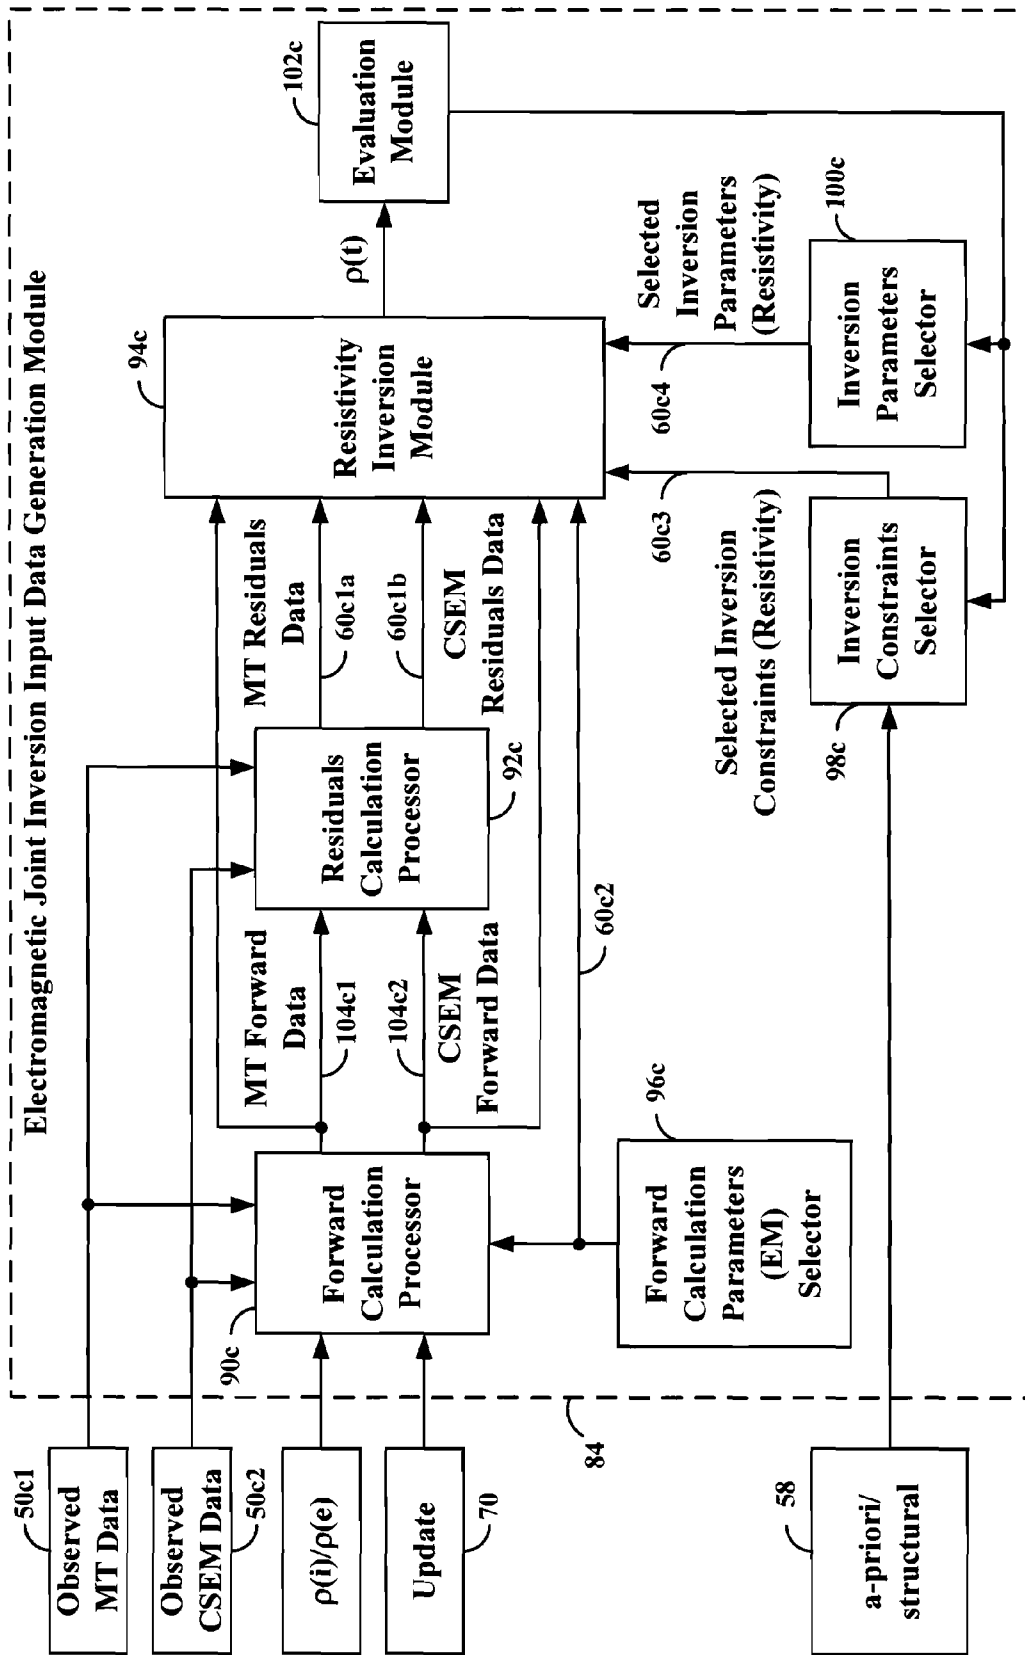 Electromagnetic Joint Inversion Input Data Generation Module
50c1
Observed
MT Data
Observed
CSEM Data
50c2
ρ(i)/ρ(e)
Update
70
84
58
a-priori/
structural
90c
Forward
Calculation
Processor
MT Forward
Data
104c1
104c2
CSEM
Forward Data
96c
Forward
Calculation
Parameters
(EM)
Selector
60c2
Residuals
Calculation
Processor
92c
MT Residuals
Data
60c1a
60c1b
CSEM
Residuals Data
94c
Resistivity
Inversion
Module
ρ(t)
102c
Evaluation
Module
Selected Inversion
Constraints (Resistivity)
60c3
98c
Inversion
Constraints
Selector
Selected
Inversion
Parameters
(Resistivity)
60c4
100c
Inversion
Parameters
Selector